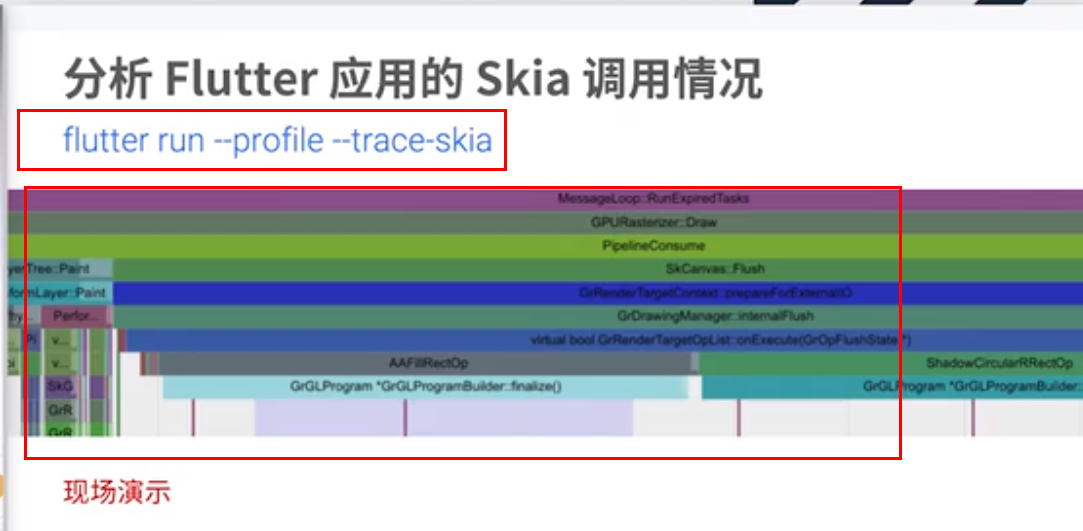 分析 Flutter 应用的 Skia 调用情况
flutter run --profile --trace-skia
MessageLoop::RunExpiredTasks
GPURasterizer::Draw
PipelineConsume
yerTree::Paint SkCanvas::Flush
formLayer::Paint GrRenderTargetContext::prepareForExternalIO
hy... Perfor... GrDrawingManager::internalFlush
Pi v... virtual bool GrRenderTargetOpList::onExecute(GrOpFlushState *)
v... AAFillRectOp ShadowCircularRRectOp
SkG GrGLProgram *GrGLProgramBuilder::finalize() GrGLProgram *GrGLProgramBuilder:
GrR
GrR
现场演示